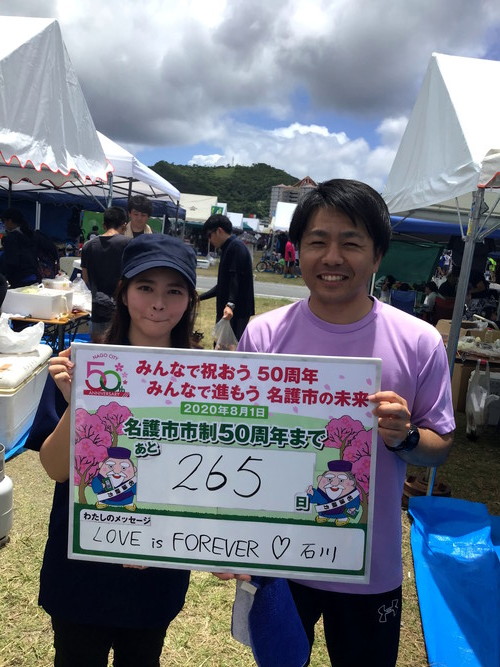 NAGO CITY
50th
ANNIVERSARY
みんなで祝おう 50周年
みんなで進もう 名護市の未来
2020年8月1日
名護市市制50周年まで
あと
265
日
わたしのメッセージ
LOVE is FOREVER ♡ 石川